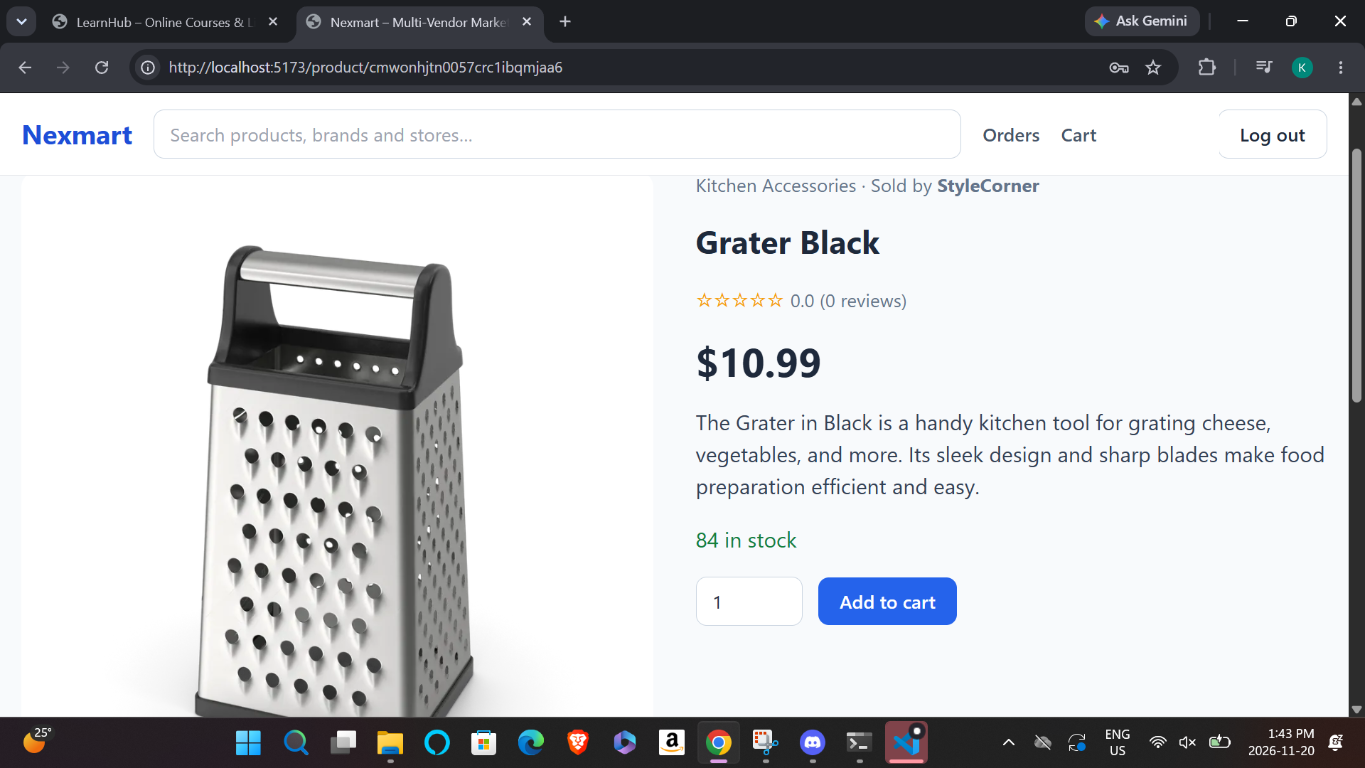 LearnHub – Online Courses & L
Nexmart – Multi-Vendor Marke
Ask Gemini
http://localhost:5173/product/cmwonhjtn0057crc1ibqmjaa6
K
Nexmart
Search products, brands and stores...
Orders
Cart
Log out
Kitchen Accessories · Sold by StyleCorner
Grater Black
☆☆☆☆☆ 0.0 (0 reviews)
$10.99
The Grater in Black is a handy kitchen tool for grating cheese,
vegetables, and more. Its sleek design and sharp blades make food
preparation efficient and easy.
84 in stock
1
Add to cart
25°
ENG
US
1:43 PM
2026-11-20